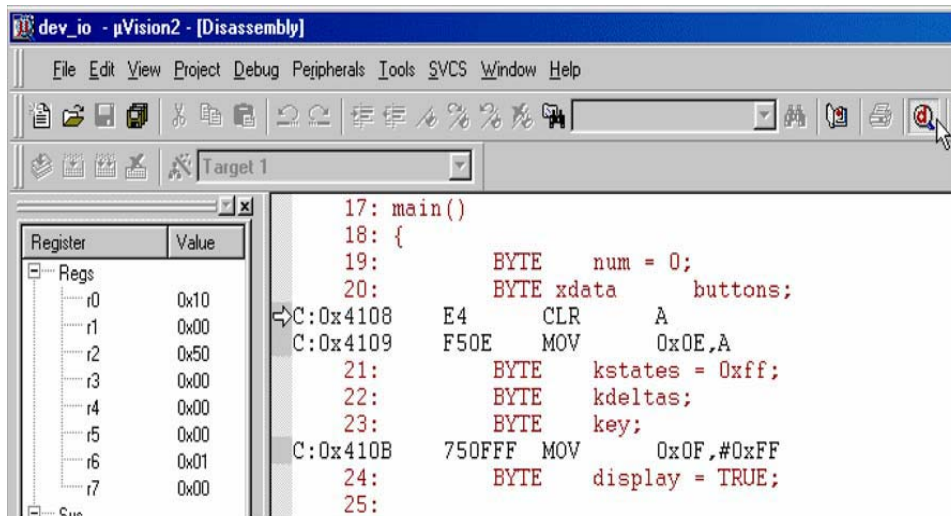 dev_io - µVision2 - [Disassembly]
File Edit View Project Debug Peripherals Tools SVCS Window Help
Target 1
Register Value
Regs
r0 0x10
r1 0x00
r2 0x50
r3 0x00
r4 0x00
r5 0x00
r6 0x01
r7 0x00
Sys
17: main()
18: {
19: BYTE num = 0;
20: BYTE xdata buttons;
C:0x4108 E4 CLR A
C:0x4109 F50E MOV 0x0E,A
21: BYTE kstates = 0xff;
22: BYTE kdeltas;
23: BYTE key;
C:0x410B 750FFF MOV 0x0F,#0xFF
24: BYTE display = TRUE;
25: